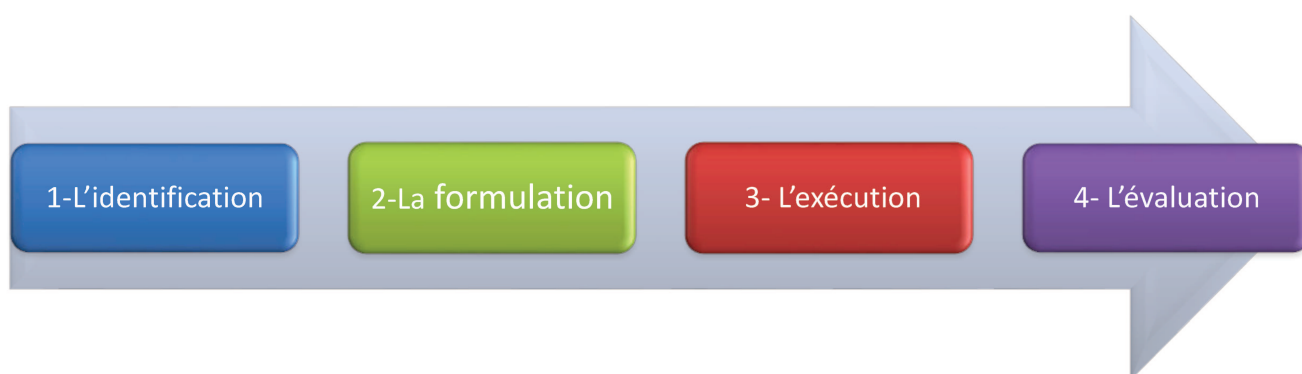 1-L’identification
2-La formulation
3- L’exécution
4- L’évaluation